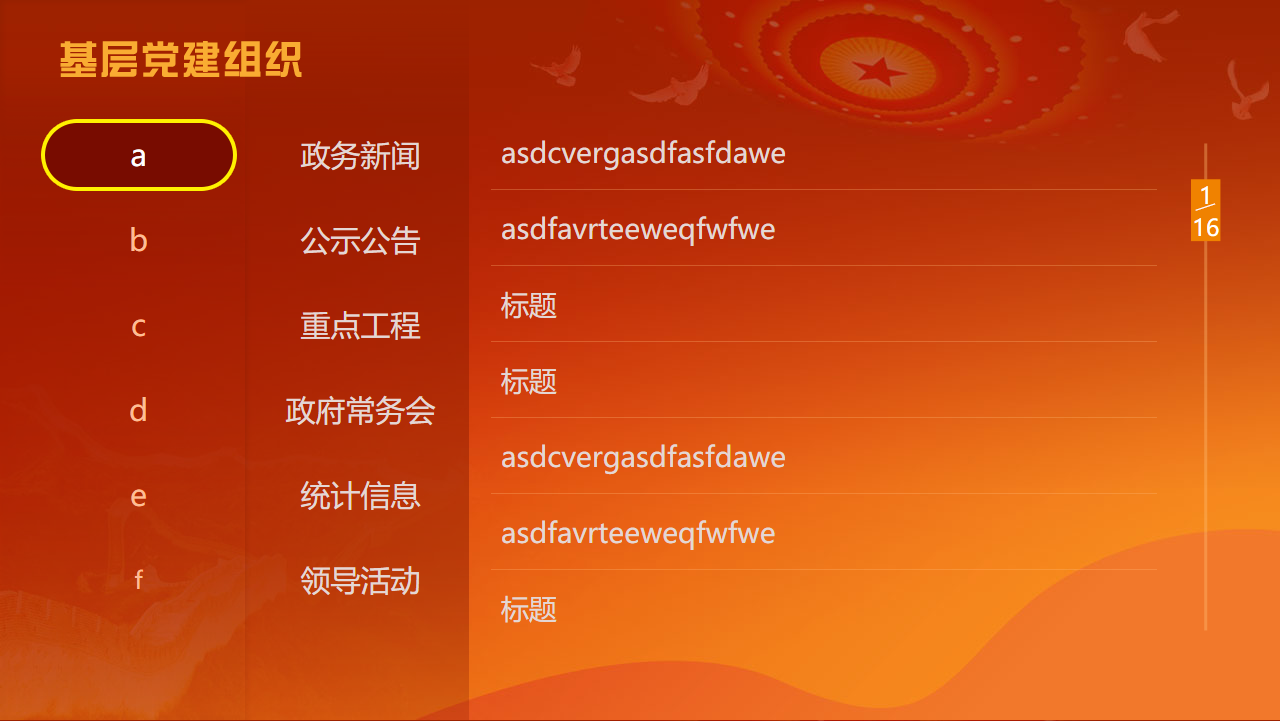 基层党建组织
a
b
c
d
e
f
政务新闻
公示公告
重点工程
政府常务会
统计信息
领导活动
asdcvergasdfasfdawe
asdfavrteeweqfwfwe
标题
标题
asdcvergasdfasfdawe
asdfavrteeweqfwfwe
标题
1
16